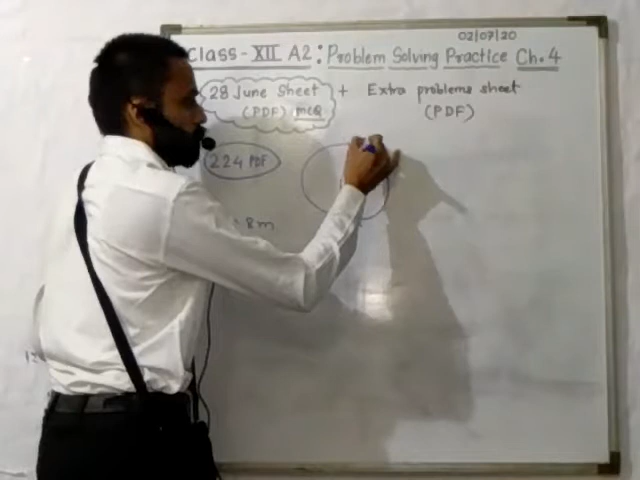 02/07/20
Class - XII A2 : Problem Solving Practice Ch. 4
28 June Sheet + Extra problems sheet
(PDF) MCQ (PDF)
224 PDF
8m